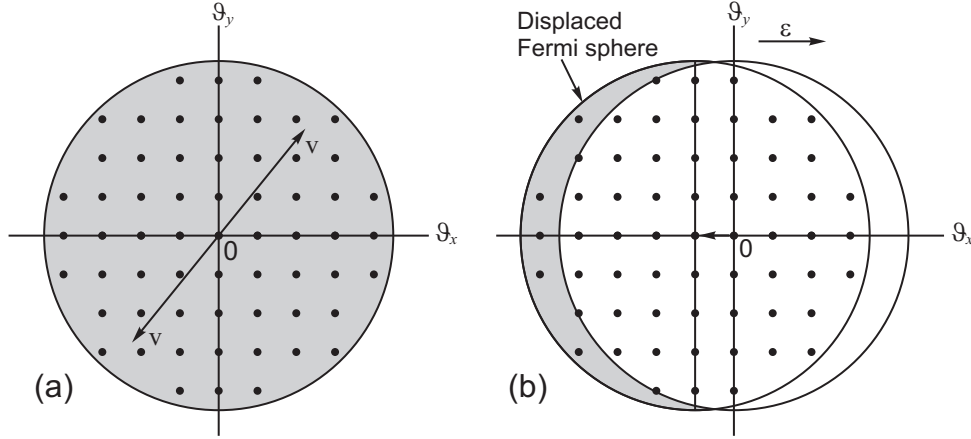 ϑy
v
0
ϑx
v
(a)
Displaced
Fermi sphere
ϑy
ε
0
ϑx
(b)